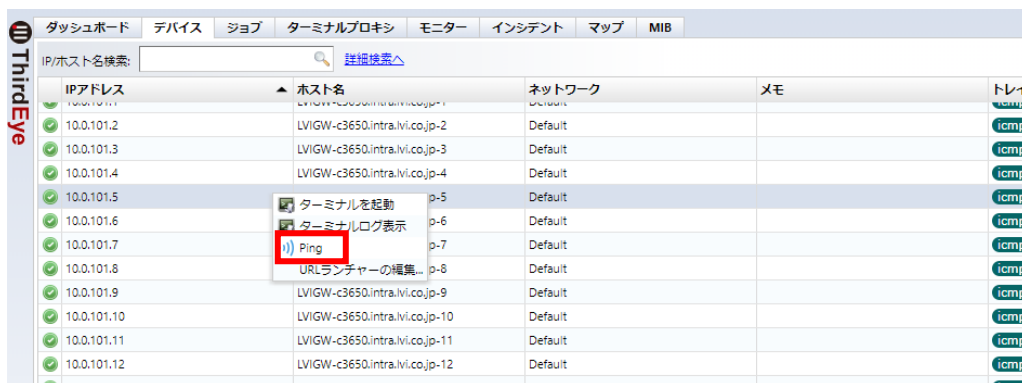 ThirdEye
ダッシュボード デバイス ジョブ ターミナルプロキシ モニター インシデント マップ MIB
IP/ホスト名検索: 詳細検索へ
IPアドレス ホスト名 ネットワーク メモ
10.0.101.2 LVIGW-c3650.intra.lvi.co.jp-2 Default
10.0.101.3 LVIGW-c3650.intra.lvi.co.jp-3 Default
10.0.101.4 LVIGW-c3650.intra.lvi.co.jp-4 Default
10.0.101.5 p-5 Default
ターミナルを起動
10.0.101.6 p-6 Default
ターミナルログ表示
10.0.101.7 p-7 Default
Ping
10.0.101.8 p-8 Default
URLランチャーの編集...
10.0.101.9 LVIGW-c3650.intra.lvi.co.jp-9 Default
10.0.101.10 LVIGW-c3650.intra.lvi.co.jp-10 Default
10.0.101.11 LVIGW-c3650.intra.lvi.co.jp-11 Default
10.0.101.12 LVIGW-c3650.intra.lvi.co.jp-12 Default